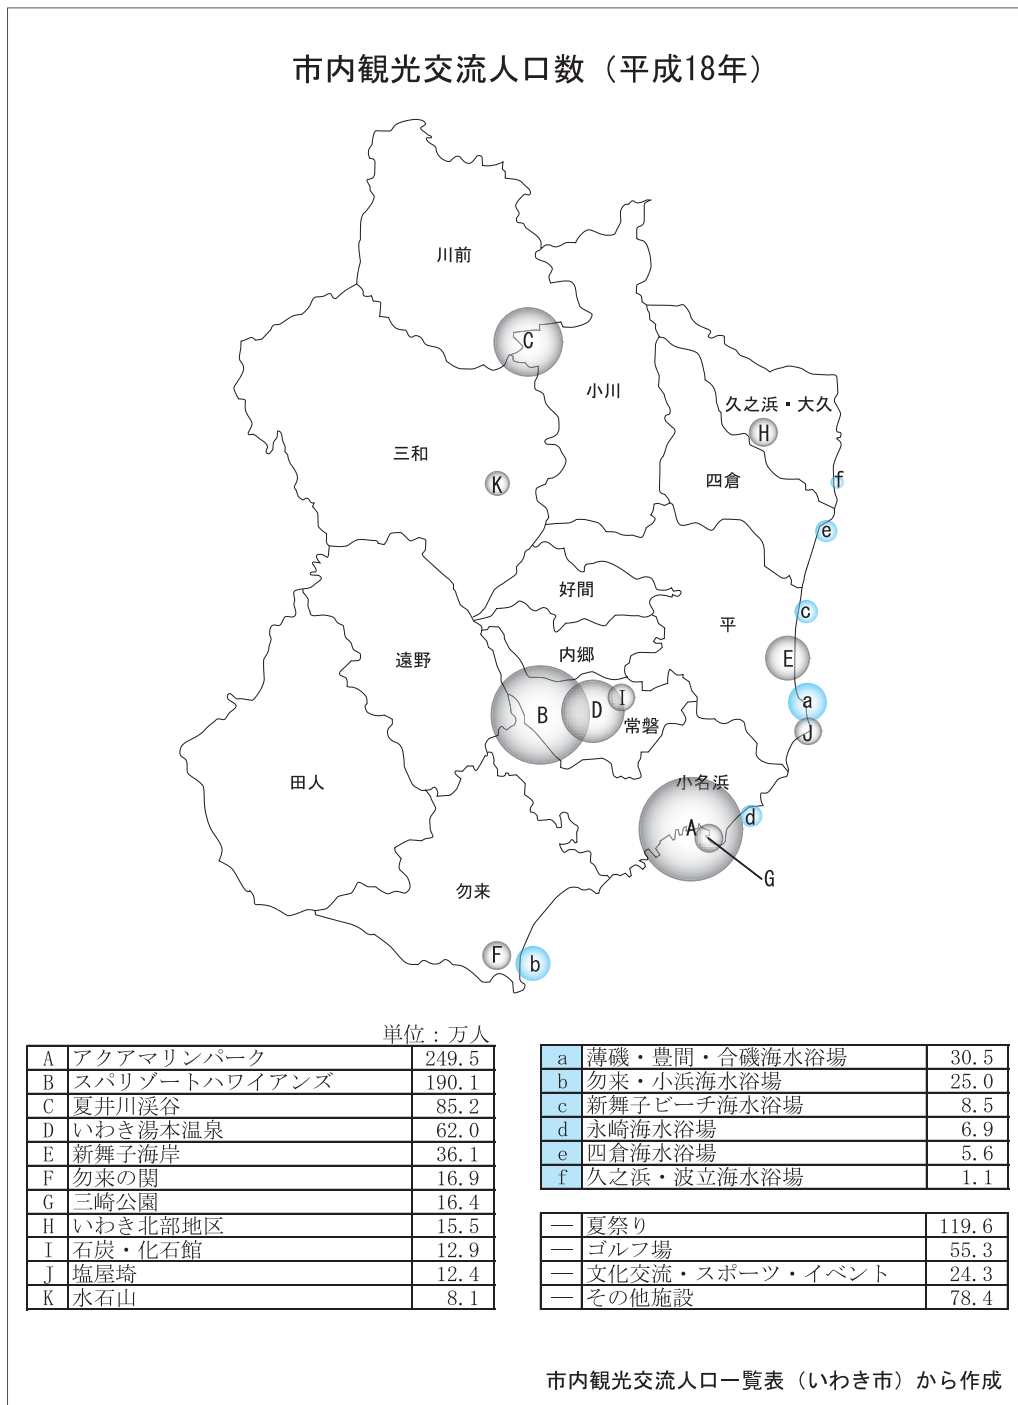 市内観光交流人口数（平成18年）
川前
C
小川
久之浜・大久
H
三和
四倉
f
K
e
好間
c
平
内郷
遠野
E
B
D
I
a
常磐
J
田人
小名浜
d
A
G
勿来
F
b
単位：万人
A アクアマリンパーク 249.5
B スパリゾートハワイアンズ 190.1
C 夏井川渓谷 85.2
D いわき湯本温泉 62.0
E 新舞子海岸 36.1
F 勿来の関 16.9
G 三崎公園 16.4
H いわき北部地区 15.5
I 石炭・化石館 12.9
J 塩屋埼 12.4
K 水石山 8.1
a 薄磯・豊間・合磯海水浴場 30.5
b 勿来・小浜海水浴場 25.0
c 新舞子ビーチ海水浴場 8.5
d 永崎海水浴場 6.9
e 四倉海水浴場 5.6
f 久之浜・波立海水浴場 1.1
― 夏祭り 119.6
― ゴルフ場 55.3
― 文化交流・スポーツ・イベント 24.3
― その他施設 78.4
市内観光交流人口一覧表（いわき市）から作成